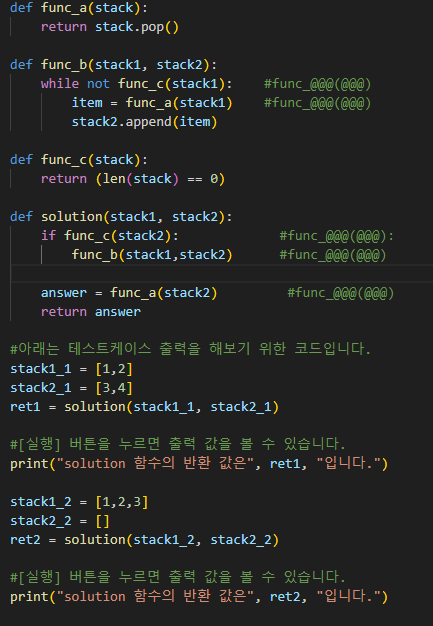 def func_a(stack):
    return stack.pop()
def func_b(stack1, stack2):
    while not func_c(stack1):    #func_@@@(@@@)
        item = func_a(stack1)    #func_@@@(@@@)
        stack2.append(item)
def func_c(stack):
    return (len(stack) == 0)
def solution(stack1, stack2):
    if func_c(stack2):             #func_@@@(@@@):
        func_b(stack1,stack2)      #func_@@@(@@@)
    answer = func_a(stack2)         #func_@@@(@@@)
    return answer
#아래는 테스트케이스 출력을 해보기 위한 코드입니다.
stack1_1 = [1,2]
stack2_1 = [3,4]
ret1 = solution(stack1_1, stack2_1)
#[실행] 버튼을 누르면 출력 값을 볼 수 있습니다.
print("solution 함수의 반환 값은", ret1, "입니다.")
stack1_2 = [1,2,3]
stack2_2 = []
ret2 = solution(stack1_2, stack2_2)
#[실행] 버튼을 누르면 출력 값을 볼 수 있습니다.
print("solution 함수의 반환 값은", ret2, "입니다.")